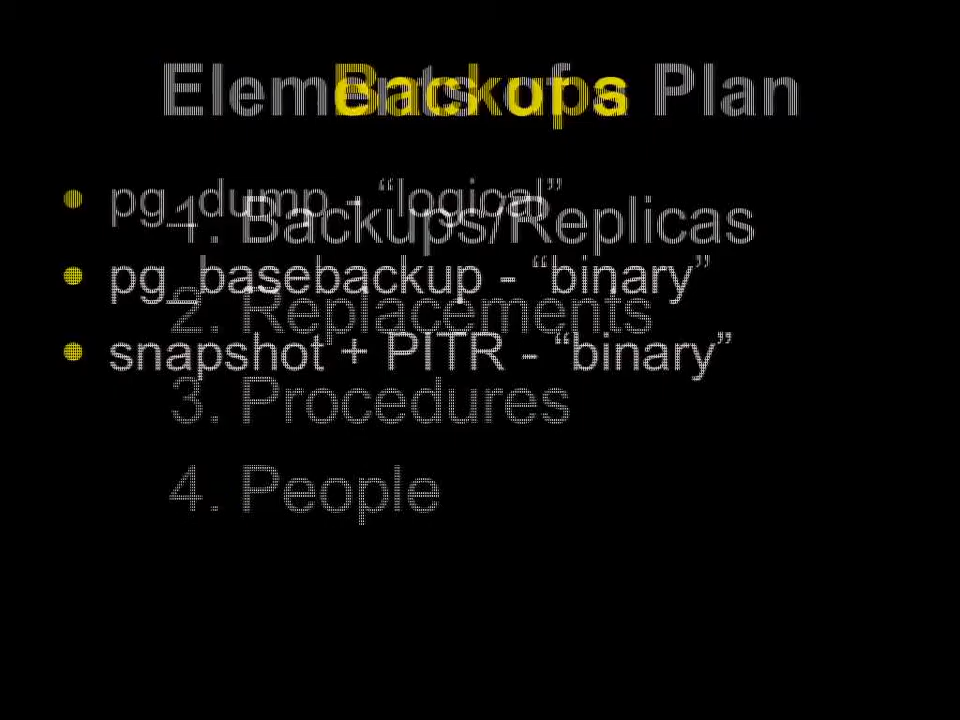 Elements of a Plan
1. Backups/Replicas
2. Replacements
3. Procedures
4. People
Backups
pg_dump - “logical”
pg_basebackup - “binary”
snapshot + PITR - “binary”